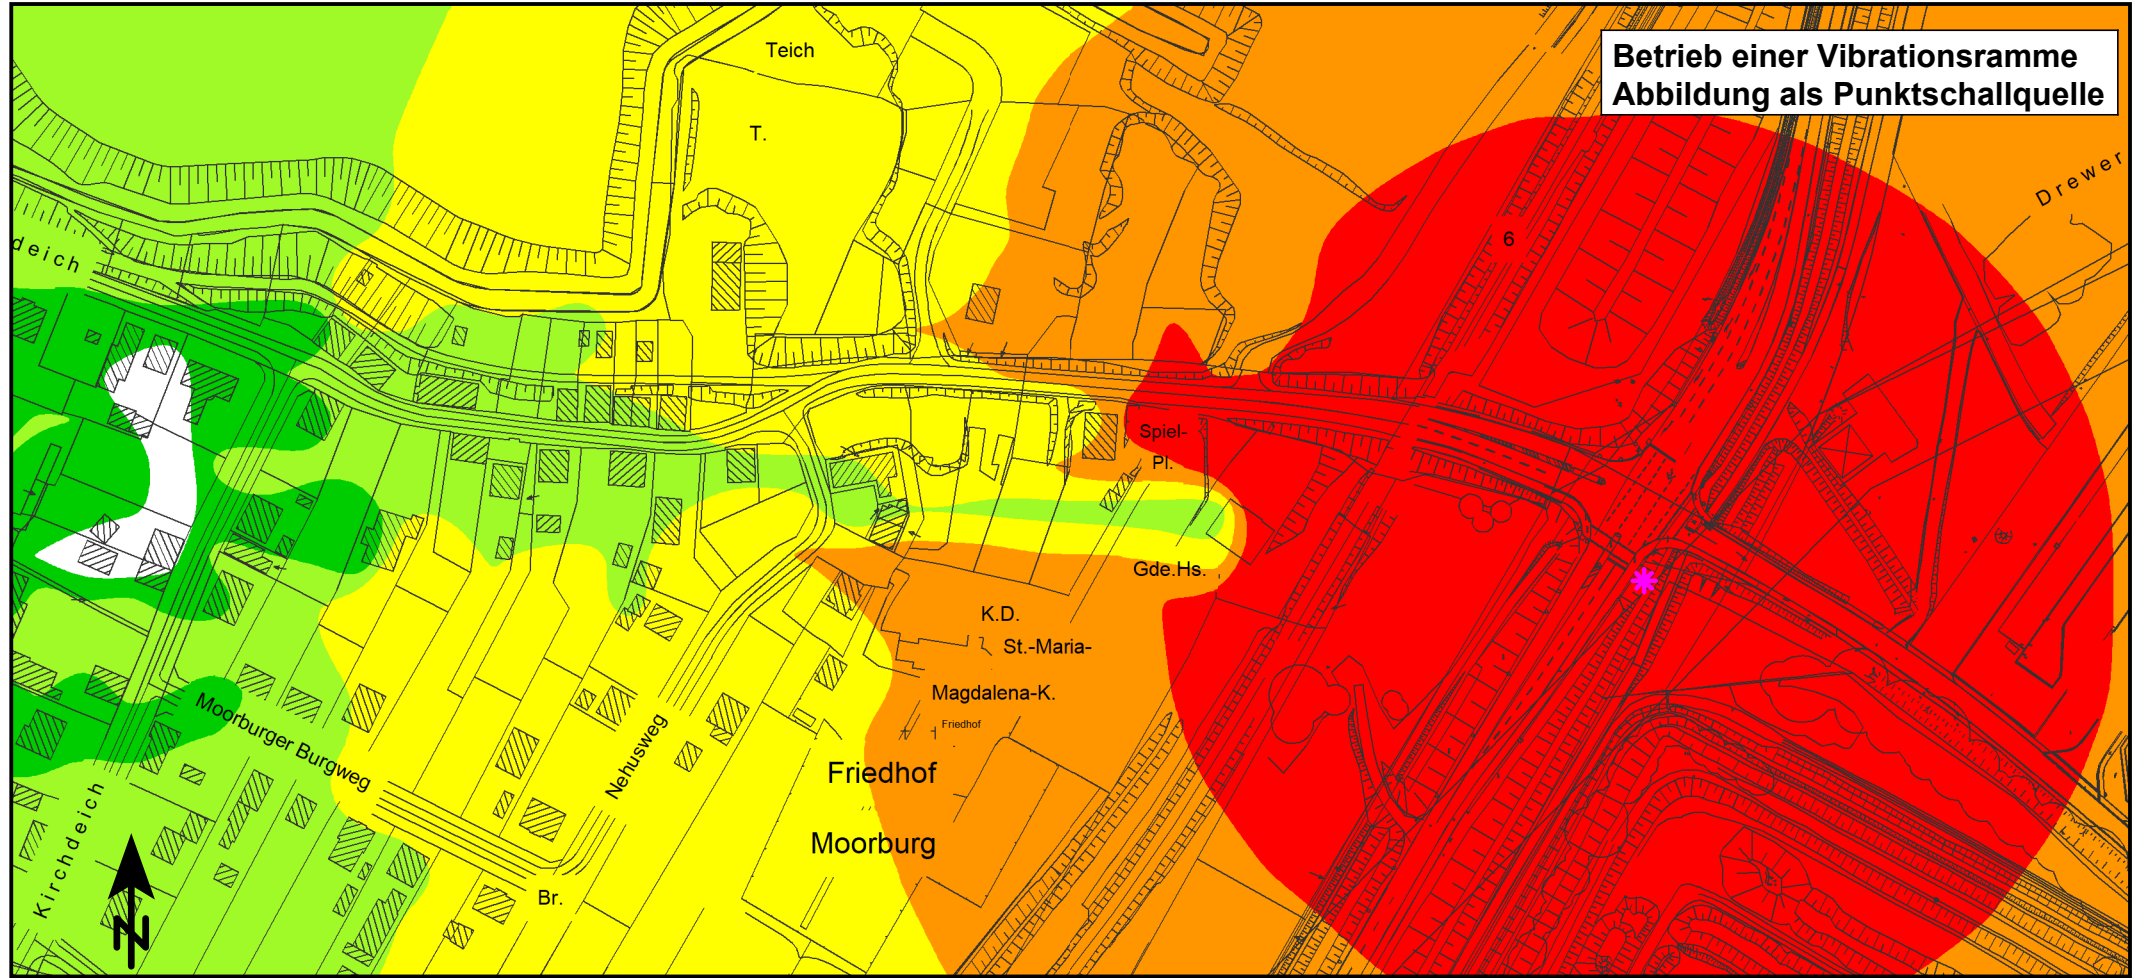 Betrieb einer Vibrationsramme
Abbildung als Punktschallquelle
Teich
T.
Drewer
6
deich
Spiel-
Pl.
Gde.Hs.
K.D.
St.-Maria-
Magdalena-K.
Friedhof
Moorburger Burgweg
Nehusweg
Friedhof
Moorburg
Kirchdeich
Br.
N